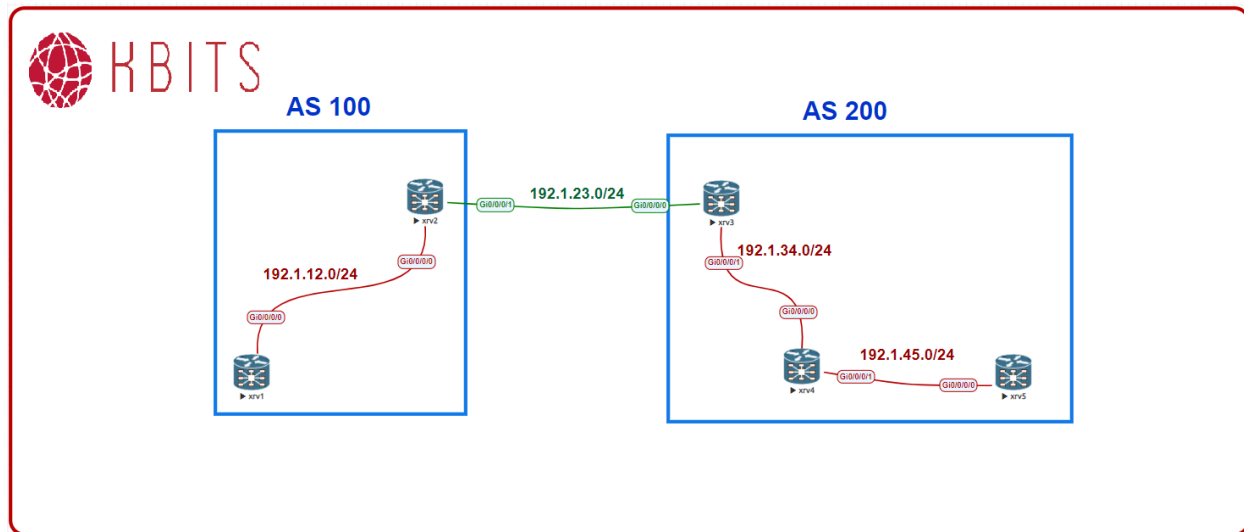 KBITS
AS 100
AS 200
192.1.23.0/24
Gi0/0/0/1
Gi0/0/0/0
xrv2
xrv3
192.1.34.0/24
Gi0/0/0/0
Gi0/0/0/1
192.1.12.0/24
Gi0/0/0/0
Gi0/0/0/0
192.1.45.0/24
Gi0/0/0/1
Gi0/0/0/0
xrv1
xrv4
xrv5